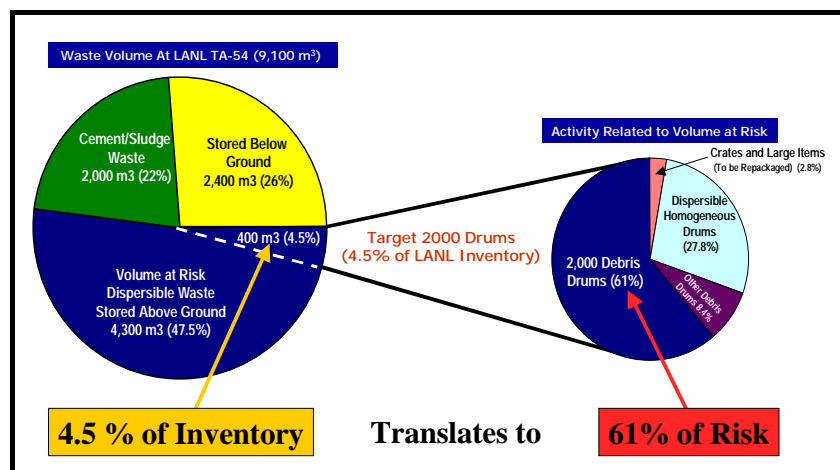 Waste Volume At LANL TA-54 (9,100 m³)
Cement/Sludge
Waste
2,000 m3 (22%)
Stored Below
Ground
2,400 m3 (26%)
400 m3 (4.5%)
Volume at Risk
Dispersible Waste
Stored Above Ground
4,300 m3 (47.5%)
Target 2000 Drums
(4.5% of LANL Inventory)
Activity Related to Volume at Risk
Crates and Large Items
(To be Repackaged) (2.8%)
Dispersible
Homogeneous
Drums
(27.8%)
2,000 Debris
Drums (61%)
Other Debris
Drums 8.4%
4.5 % of Inventory
Translates to
61% of Risk